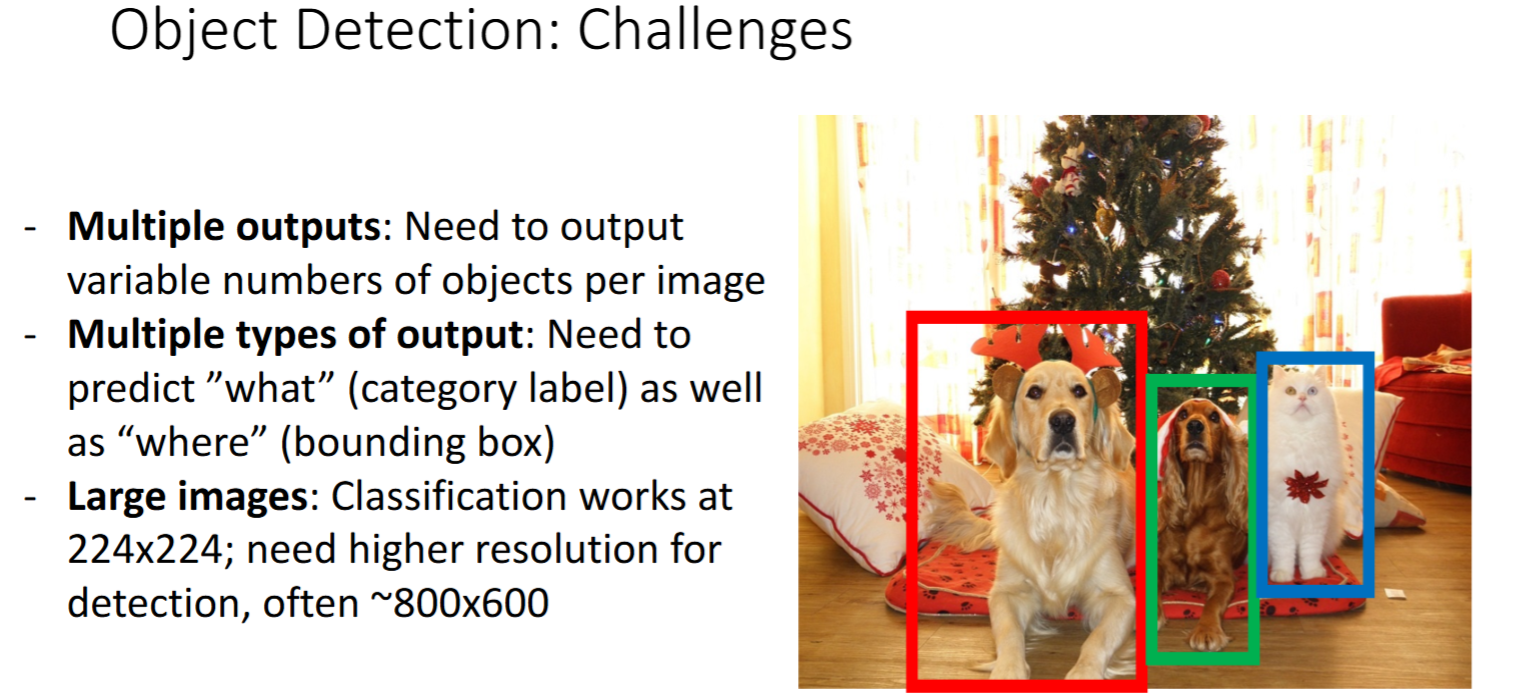 Object Detection: Challenges
- Multiple outputs: Need to output
variable numbers of objects per image
- Multiple types of output: Need to
predict ”what” (category label) as well
as “where” (bounding box)
- Large images: Classification works at
224x224; need higher resolution for
detection, often ~800x600